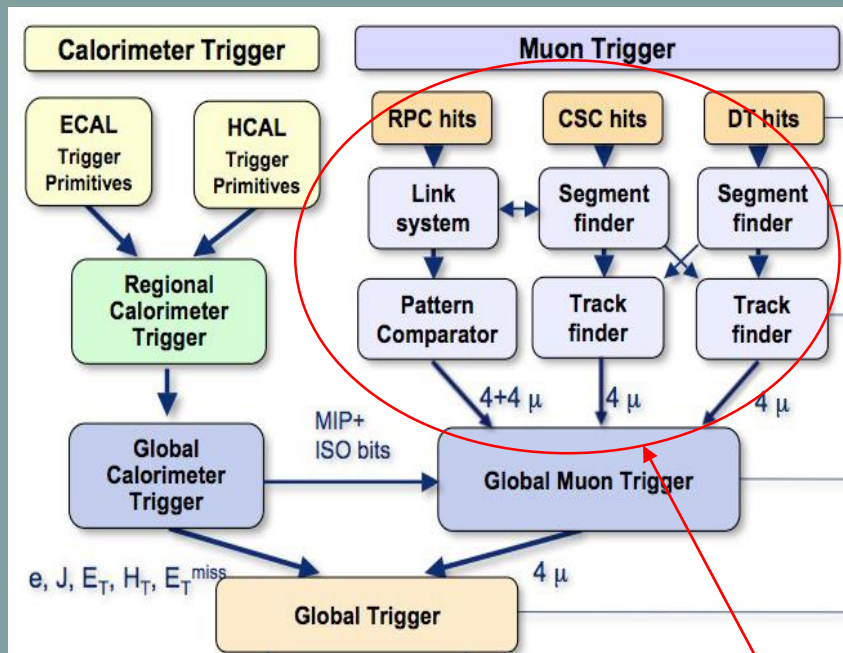 Calorimeter Trigger
Muon Trigger
ECAL
Trigger
Primitives
HCAL
Trigger
Primitives
RPC hits
CSC hits
DT hits
Link
system
Segment
finder
Segment
finder
Regional
Calorimeter
Trigger
Pattern
Comparator
Track
finder
Track
finder
4+4 μ
4 μ
4 μ
MIP+
ISO bits
Global
Calorimeter
Trigger
Global Muon Trigger
e, J, E_T, H_T, E_T^miss
4 μ
Global Trigger